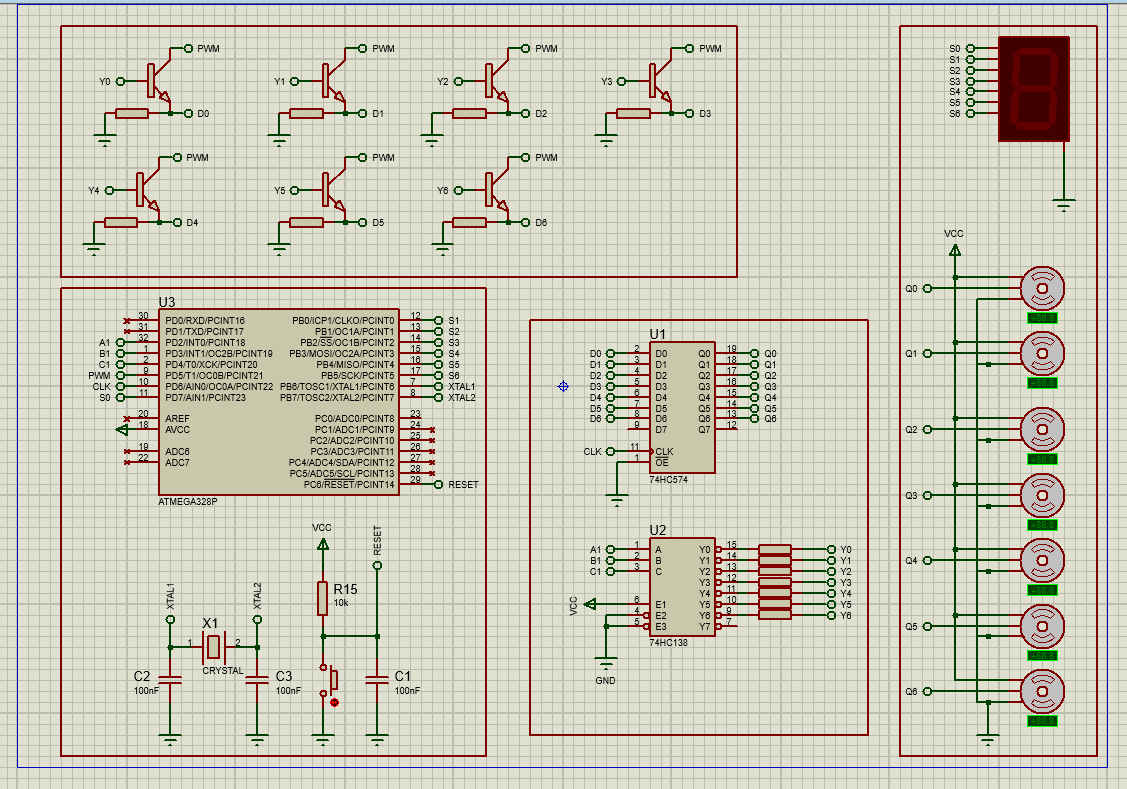 PWM PWM PWM PWM
Y0 Y1 Y2 Y3
D0 D1 D2 D3
PWM PWM PWM
Y4 Y5 Y6
D4 D5 D6
S0
S1
S2
S3
S4
S5
S6
U3
30 PD0/RXD/PCINT16 PB0/ICP1/CLKO/PCINT0 12 S1
31 PD1/TXD/PCINT17 PB1/OC1A/PCINT1 13 S2
A1 32 PD2/INT0/PCINT18 PB2/SS/OC1B/PCINT2 14 S3
B1 1 PD3/INT1/OC2B/PCINT19 PB3/MOSI/OC2A/PCINT3 15 S4
C1 2 PD4/T0/XCK/PCINT20 PB4/MISO/PCINT4 16 S5
PWM 9 PD5/T1/OC0B/PCINT21 PB5/SCK/PCINT5 17 S6
CLK 10 PD6/AIN0/OC0A/PCINT22 PB6/TOSC1/XTAL1/PCINT6 7 XTAL1
S0 11 PD7/AIN1/PCINT23 PB7/TOSC2/XTAL2/PCINT7 8 XTAL2
20 AREF PC0/ADC0/PCINT8 23
18 AVCC PC1/ADC1/PCINT9 24
PC2/ADC2/PCINT10 25
19 ADC6 PC3/ADC3/PCINT11 26
22 ADC7 PC4/ADC4/SDA/PCINT12 27
PC5/ADC5/SCL/PCINT13 28
PC6/RESET/PCINT14 29 RESET
ATMEGA328P
VCC
RESET
R15
10k
XTAL1
XTAL2
X1
1 2
CRYSTAL
C2
100nF
C3
100nF
C1
100nF
U1
D0 2 D0 Q0 19 Q0
D1 3 D1 Q1 18 Q1
D2 4 D2 Q2 17 Q2
D3 5 D3 Q3 16 Q3
D4 6 D4 Q4 15 Q4
D5 7 D5 Q5 14 Q5
D6 8 D6 Q6 13 Q6
9 D7 Q7 12
CLK 11 CLK
1 OE
74HC574
U2
A1 1 A Y0 15 Y0
B1 2 B Y1 14 Y1
C1 3 C Y2 13 Y2
Y3 12 Y3
VCC 6 E1 Y4 11 Y4
4 E2 Y5 10 Y5
5 E3 Y6 9 Y6
Y7 7
74HC138
GND
VCC
Q0
Q1
Q2
Q3
Q4
Q5
Q6